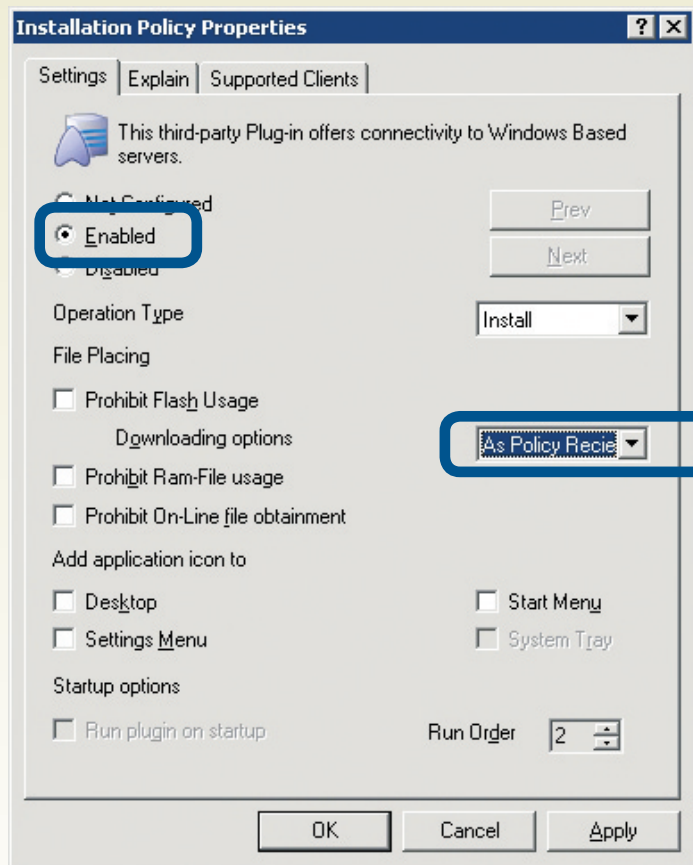 Installation Policy Properties
Settings
Explain
Supported Clients
This third-party Plug-in offers connectivity to Windows Based
servers.
Not Configured
Prev
Enabled
Next
Disabled
Operation Type
Install
File Placing
Prohibit Flash Usage
Downloading options
As Policy Recie
Prohibit Ram-File usage
Prohibit On-Line file obtainment
Add application icon to
Desktop
Start Menu
Settings Menu
System Tray
Startup options
Run plugin on startup
Run Order
2
OK
Cancel
Apply